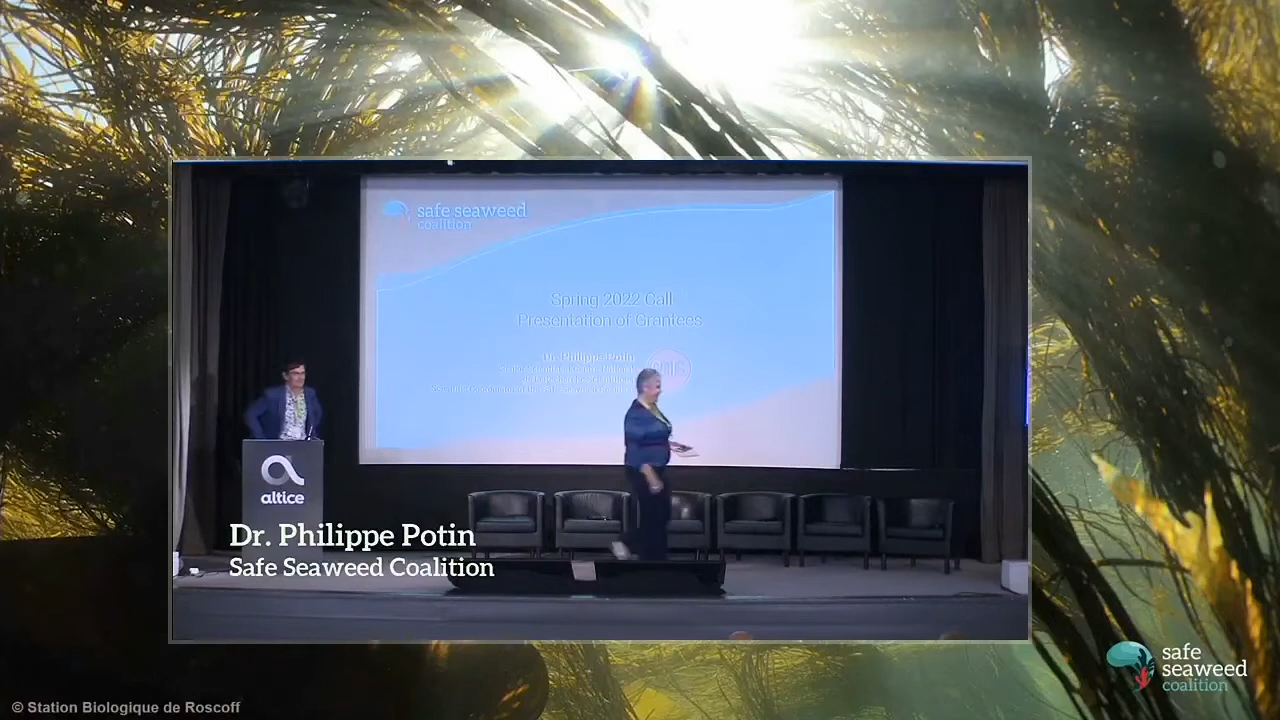 safe seaweed
coalition
Spring 2022 Call
Presentation of Grantees
Dr. Philippe Potin
altice
Dr. Philippe Potin
Safe Seaweed Coalition
safe
seaweed
coalition
© Station Biologique de Roscoff